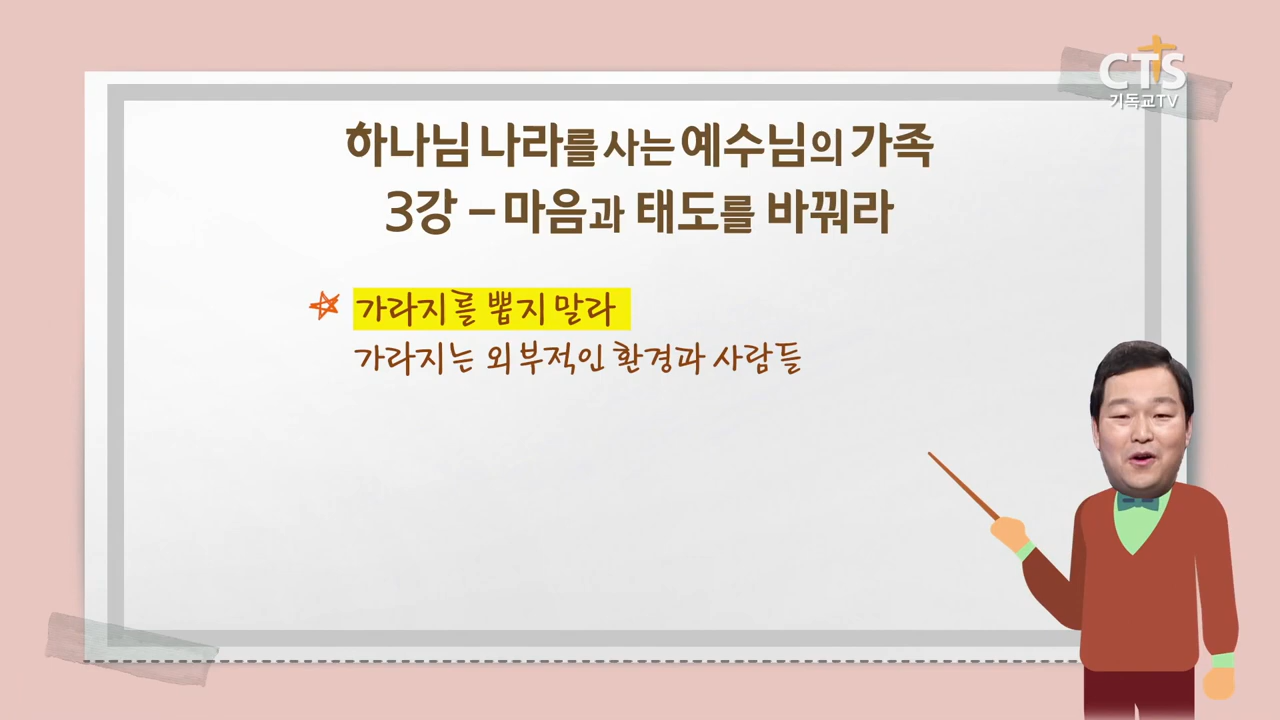 CTS
기독교TV
하나님 나라를 사는 예수님의 가족
3강 – 마음과 태도를 바꿔라
가라지를 뽑지 말라
가라지는 외부적인 환경과 사람들